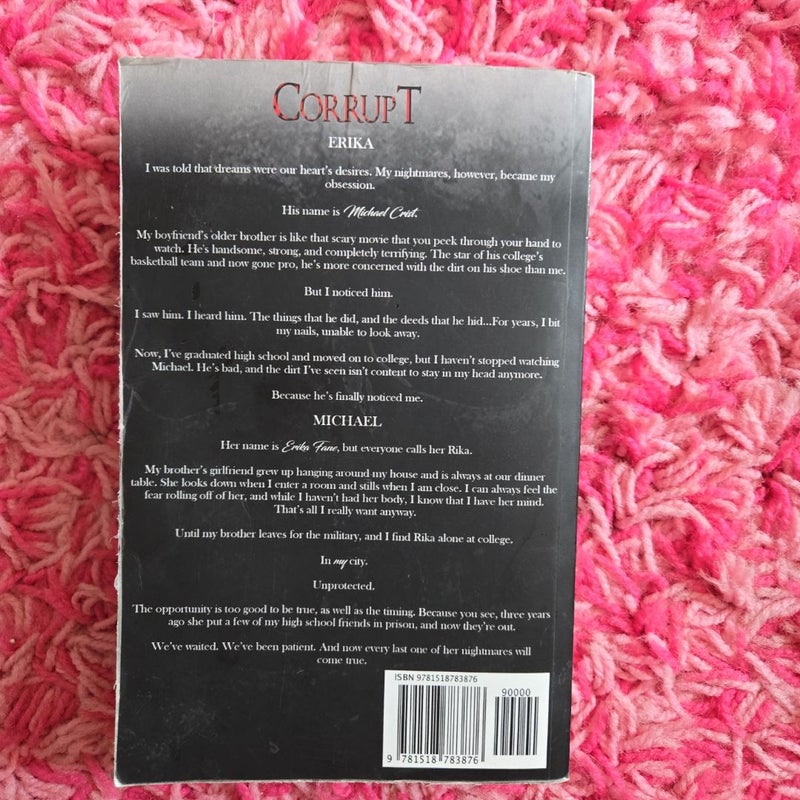 CORRUPT
ERIKA
I was told that dreams were our heart's desires. My nightmares, however, became my
obsession.
His name is Michael Crist.
My boyfriend's older brother is like that scary movie that you peek through your hand to
watch. He's handsome, strong, and completely terrifying. The star of his college's
basketball team and now gone pro, he's more concerned with the dirt on his shoe than me.
But I noticed him.
I saw him. I heard him. The things that he did, and the deeds that he hid...For years, I bit
my nails, unable to look away.
Now, I've graduated high school and moved on to college, but I haven't stopped watching
Michael. He's bad, and the dirt I've seen isn't content to stay in my head anymore.
Because he's finally noticed me.
MICHAEL
Her name is Erika Fane, but everyone calls her Rika.
My brother's girlfriend grew up hanging around my house and is always at our dinner
table. She looks down when I enter a room and stills when I am close. I can always feel the
fear rolling off of her, and while I haven't had her body, I know that I have her mind.
That's all I really want anyway.
Until my brother leaves for the military, and I find Rika alone at college.
In my city.
Unprotected.
The opportunity is too good to be true, as well as the timing. Because you see, three years
ago she put a few of my high school friends in prison, and now they're out.
We've waited. We've been patient. And now every last one of her nightmares will
come true.
ISBN 9781518783876
90000
9 781518 783876